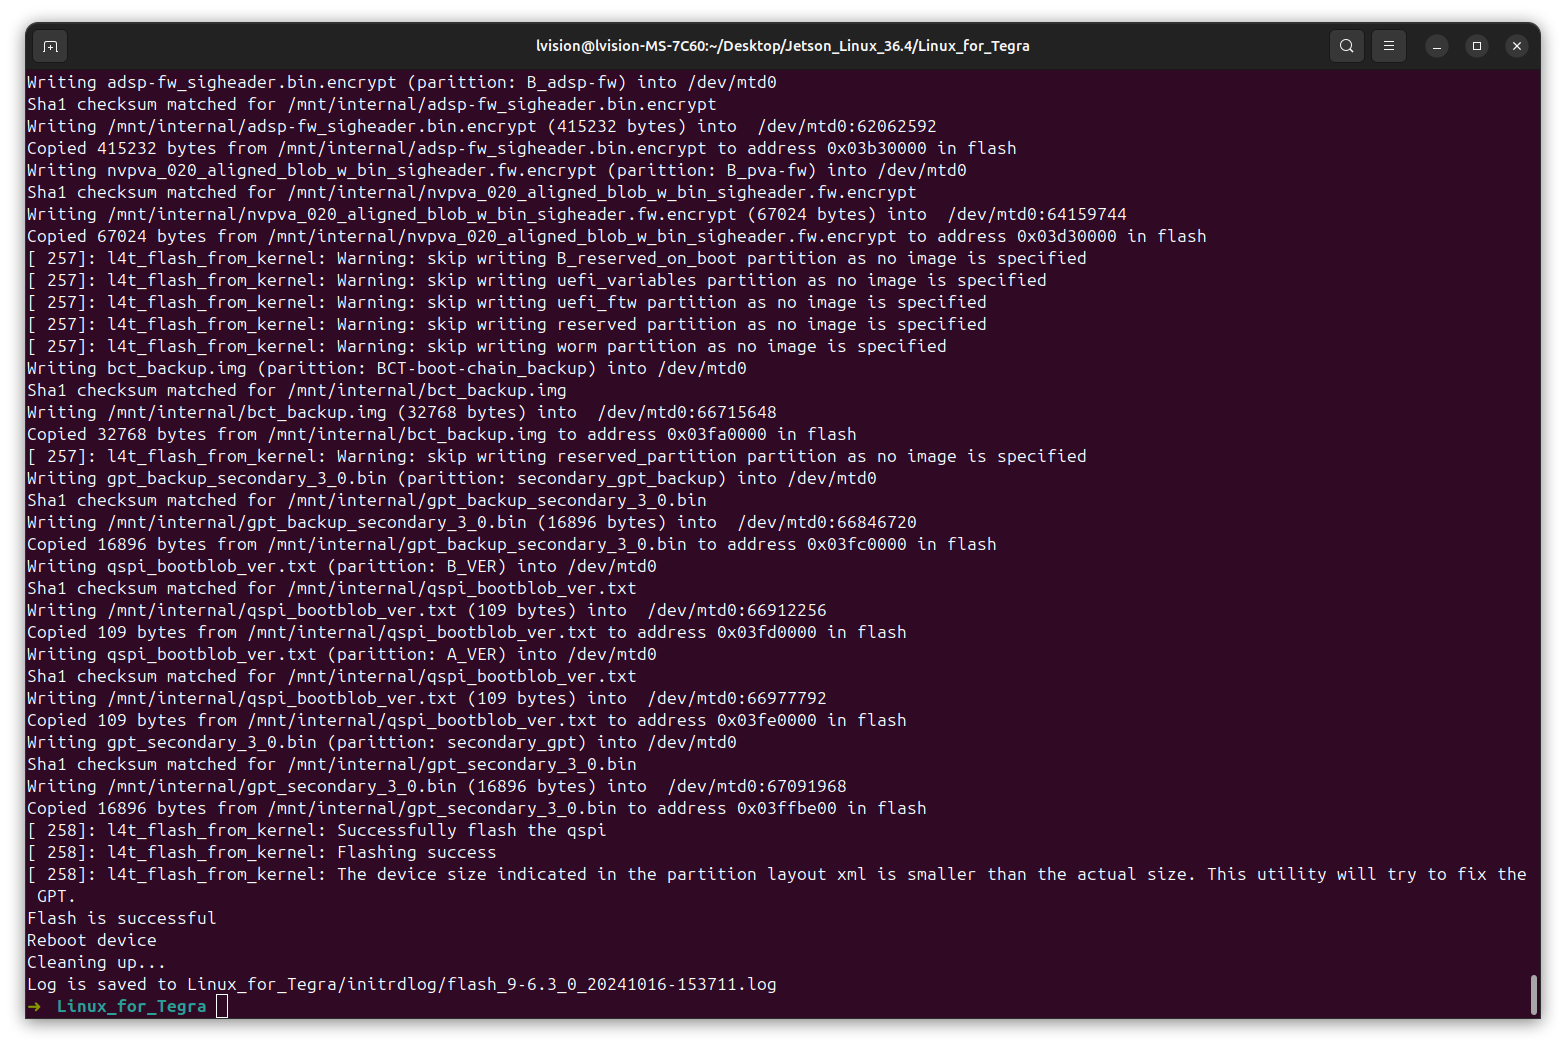 lvision@lvision-MS-7C60:~/Desktop/Jetson_Linux_36.4/Linux_for_Tegra
Writing adsp-fw_sigheader.bin.encrypt (parittion: B_adsp-fw) into /dev/mtd0
Sha1 checksum matched for /mnt/internal/adsp-fw_sigheader.bin.encrypt
Writing /mnt/internal/adsp-fw_sigheader.bin.encrypt (415232 bytes) into  /dev/mtd0:62062592
Copied 415232 bytes from /mnt/internal/adsp-fw_sigheader.bin.encrypt to address 0x03b30000 in flash
Writing nvpva_020_aligned_blob_w_bin_sigheader.fw.encrypt (parittion: B_pva-fw) into /dev/mtd0
Sha1 checksum matched for /mnt/internal/nvpva_020_aligned_blob_w_bin_sigheader.fw.encrypt
Writing /mnt/internal/nvpva_020_aligned_blob_w_bin_sigheader.fw.encrypt (67024 bytes) into  /dev/mtd0:64159744
Copied 67024 bytes from /mnt/internal/nvpva_020_aligned_blob_w_bin_sigheader.fw.encrypt to address 0x03d30000 in flash
[ 257]: l4t_flash_from_kernel: Warning: skip writing B_reserved_on_boot partition as no image is specified
[ 257]: l4t_flash_from_kernel: Warning: skip writing uefi_variables partition as no image is specified
[ 257]: l4t_flash_from_kernel: Warning: skip writing uefi_ftw partition as no image is specified
[ 257]: l4t_flash_from_kernel: Warning: skip writing reserved partition as no image is specified
[ 257]: l4t_flash_from_kernel: Warning: skip writing worm partition as no image is specified
Writing bct_backup.img (parittion: BCT-boot-chain_backup) into /dev/mtd0
Sha1 checksum matched for /mnt/internal/bct_backup.img
Writing /mnt/internal/bct_backup.img (32768 bytes) into  /dev/mtd0:66715648
Copied 32768 bytes from /mnt/internal/bct_backup.img to address 0x03fa0000 in flash
[ 257]: l4t_flash_from_kernel: Warning: skip writing reserved_partition partition as no image is specified
Writing gpt_backup_secondary_3_0.bin (parittion: secondary_gpt_backup) into /dev/mtd0
Sha1 checksum matched for /mnt/internal/gpt_backup_secondary_3_0.bin
Writing /mnt/internal/gpt_backup_secondary_3_0.bin (16896 bytes) into  /dev/mtd0:66846720
Copied 16896 bytes from /mnt/internal/gpt_backup_secondary_3_0.bin to address 0x03fc0000 in flash
Writing qspi_bootblob_ver.txt (parittion: B_VER) into /dev/mtd0
Sha1 checksum matched for /mnt/internal/qspi_bootblob_ver.txt
Writing /mnt/internal/qspi_bootblob_ver.txt (109 bytes) into  /dev/mtd0:66912256
Copied 109 bytes from /mnt/internal/qspi_bootblob_ver.txt to address 0x03fd0000 in flash
Writing qspi_bootblob_ver.txt (parittion: A_VER) into /dev/mtd0
Sha1 checksum matched for /mnt/internal/qspi_bootblob_ver.txt
Writing /mnt/internal/qspi_bootblob_ver.txt (109 bytes) into  /dev/mtd0:66977792
Copied 109 bytes from /mnt/internal/qspi_bootblob_ver.txt to address 0x03fe0000 in flash
Writing gpt_secondary_3_0.bin (parittion: secondary_gpt) into /dev/mtd0
Sha1 checksum matched for /mnt/internal/gpt_secondary_3_0.bin
Writing /mnt/internal/gpt_secondary_3_0.bin (16896 bytes) into  /dev/mtd0:67091968
Copied 16896 bytes from /mnt/internal/gpt_secondary_3_0.bin to address 0x03ffbe00 in flash
[ 258]: l4t_flash_from_kernel: Successfully flash the qspi
[ 258]: l4t_flash_from_kernel: Flashing success
[ 258]: l4t_flash_from_kernel: The device size indicated in the partition layout xml is smaller than the actual size. This utility will try to fix the
 GPT.
Flash is successful
Reboot device
Cleaning up...
Log is saved to Linux_for_Tegra/initrdlog/flash_9-6.3_0_20241016-153711.log
→  Linux_for_Tegra